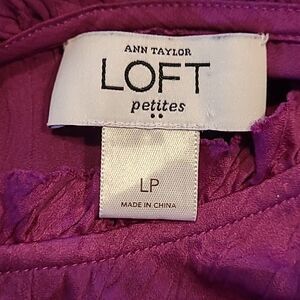 ANN TAYLOR
LOFT
petites
LP
MADE IN CHINA